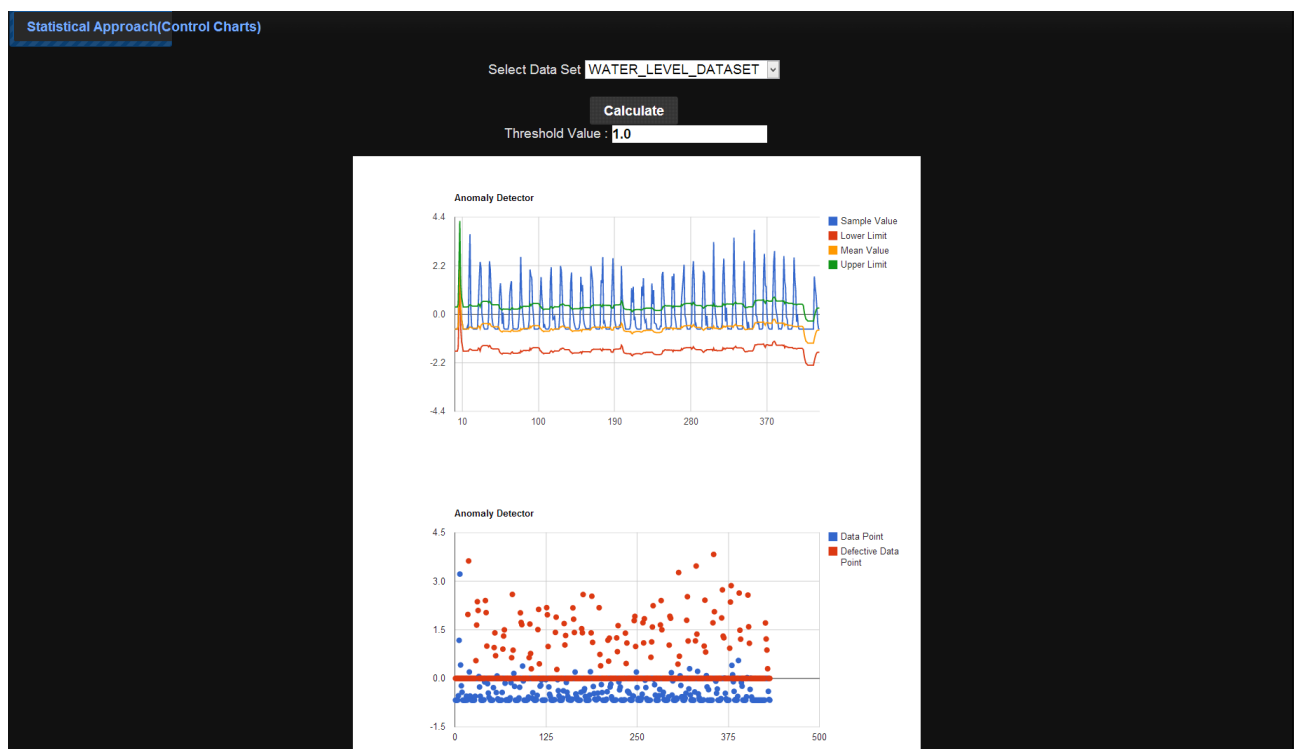 Statistical Approach(Control Charts)
Select Data Set WATER_LEVEL_DATASET
Calculate
Threshold Value : 1.0
Anomaly Detector
4.4
2.2
0.0
-2.2
-4.4
10 100 190 280 370
Sample Value
Lower Limit
Mean Value
Upper Limit
Anomaly Detector
4.5
3.0
1.5
0.0
-1.5
0 125 250 375 500
Data Point
Defective Data
Point